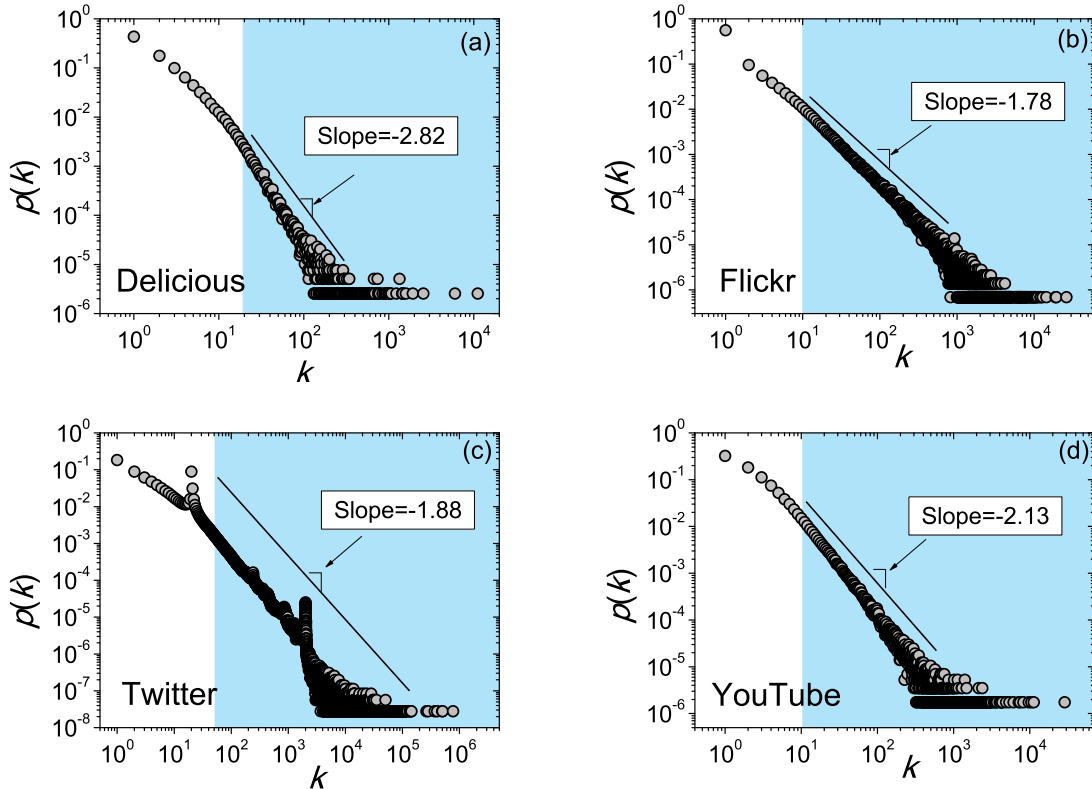 (a)
10^0
10^-1
10^-2
10^-3
10^-4
10^-5
10^-6
p(k)
Slope=-2.82
Delicious
10^0 10^1 10^2 10^3 10^4
k
(b)
10^0
10^-1
10^-2
10^-3
10^-4
10^-5
10^-6
p(k)
Slope=-1.78
Flickr
10^0 10^1 10^2 10^3 10^4
k
(c)
10^0
10^-1
10^-2
10^-3
10^-4
10^-5
10^-6
10^-7
10^-8
p(k)
Slope=-1.88
Twitter
10^0 10^1 10^2 10^3 10^4 10^5 10^6
k
(d)
10^0
10^-1
10^-2
10^-3
10^-4
10^-5
10^-6
p(k)
Slope=-2.13
YouTube
10^0 10^1 10^2 10^3 10^4
k